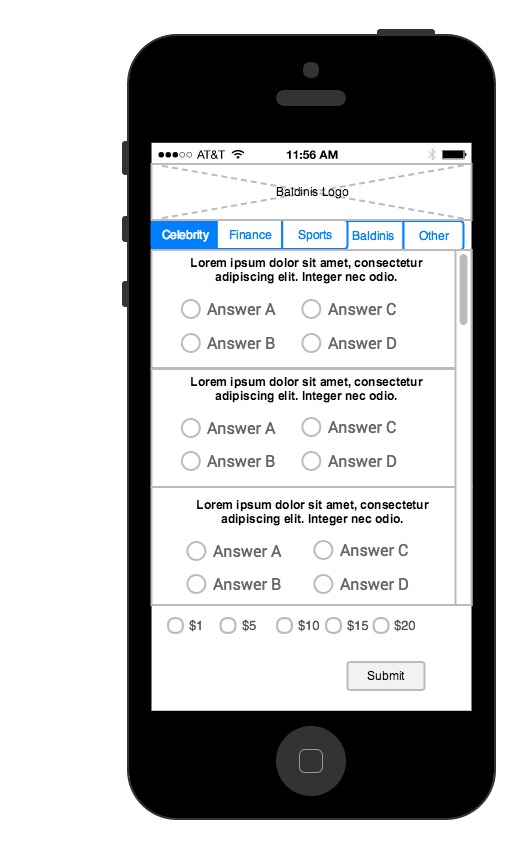 AT&T 11:56 AM
Baldinis Logo
Celebrity Finance Sports Baldinis Other
Lorem ipsum dolor sit amet, consectetur
adipiscing elit. Integer nec odio.
Answer A Answer C
Answer B Answer D
Lorem ipsum dolor sit amet, consectetur
adipiscing elit. Integer nec odio.
Answer A Answer C
Answer B Answer D
Lorem ipsum dolor sit amet, consectetur
adipiscing elit. Integer nec odio.
Answer A Answer C
Answer B Answer D
$1 $5 $10 $15 $20
Submit